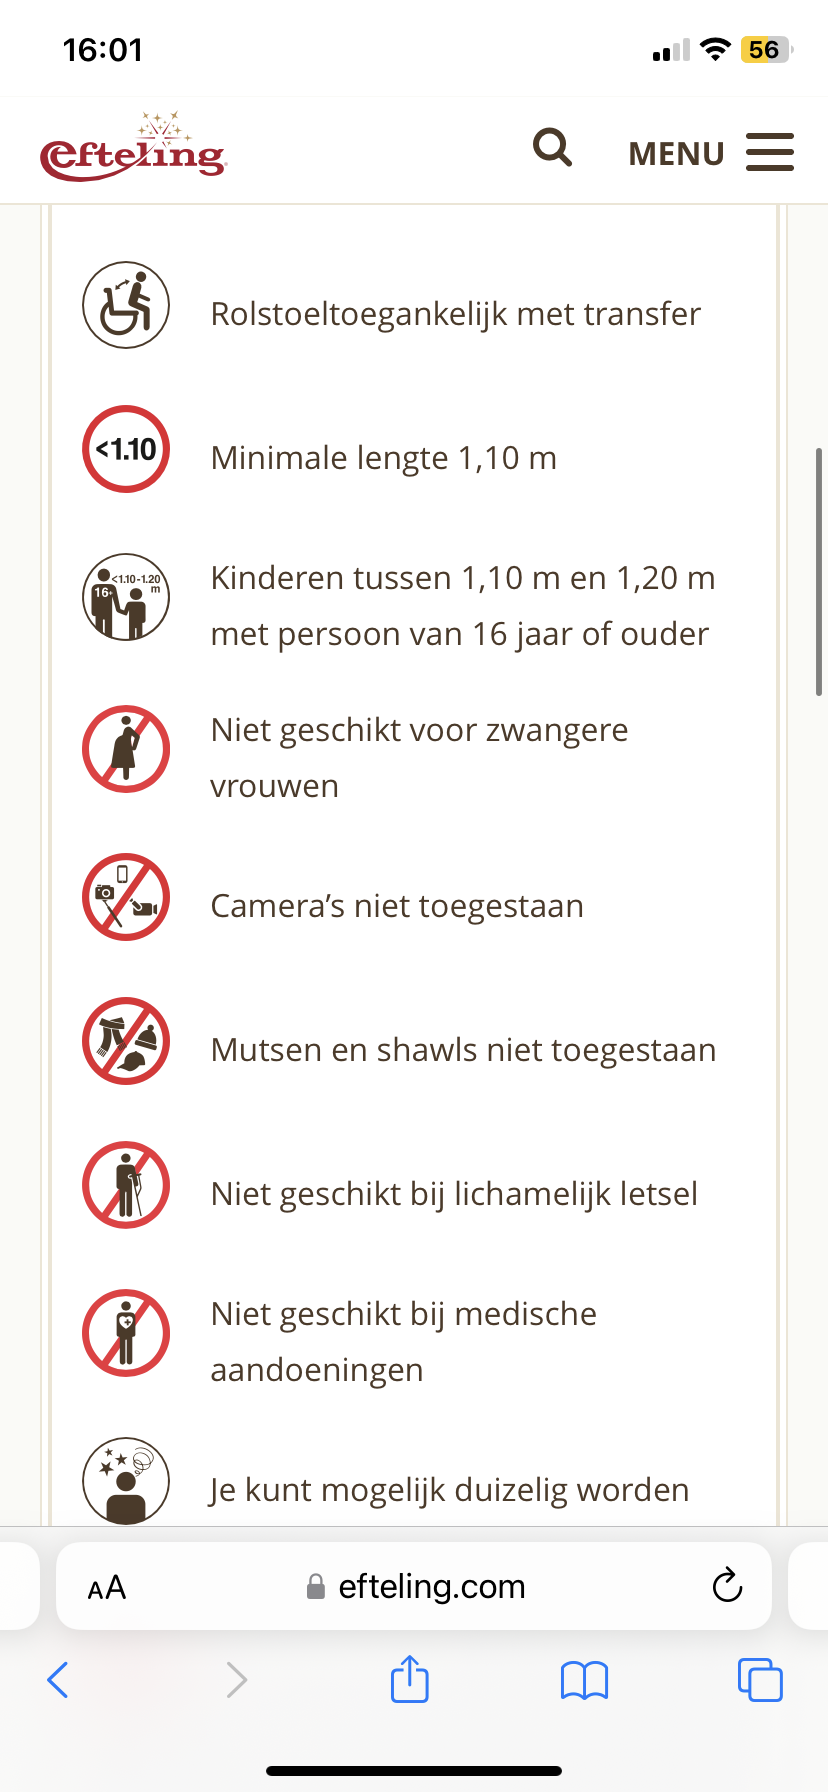 16:01
56
efteling
MENU
Rolstoeltoegankelijk met transfer
<1.10
Minimale lengte 1,10 m
<1.10-1.20
m
16+
Kinderen tussen 1,10 m en 1,20 m
met persoon van 16 jaar of ouder
Niet geschikt voor zwangere
vrouwen
Camera’s niet toegestaan
Mutsen en shawls niet toegestaan
Niet geschikt bij lichamelijk letsel
Niet geschikt bij medische
aandoeningen
Je kunt mogelijk duizelig worden
AA
efteling.com